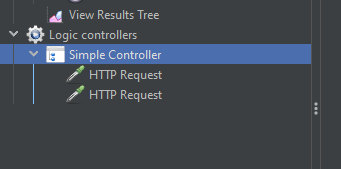 View Results Tree
Logic controllers
Simple Controller
HTTP Request
HTTP Request